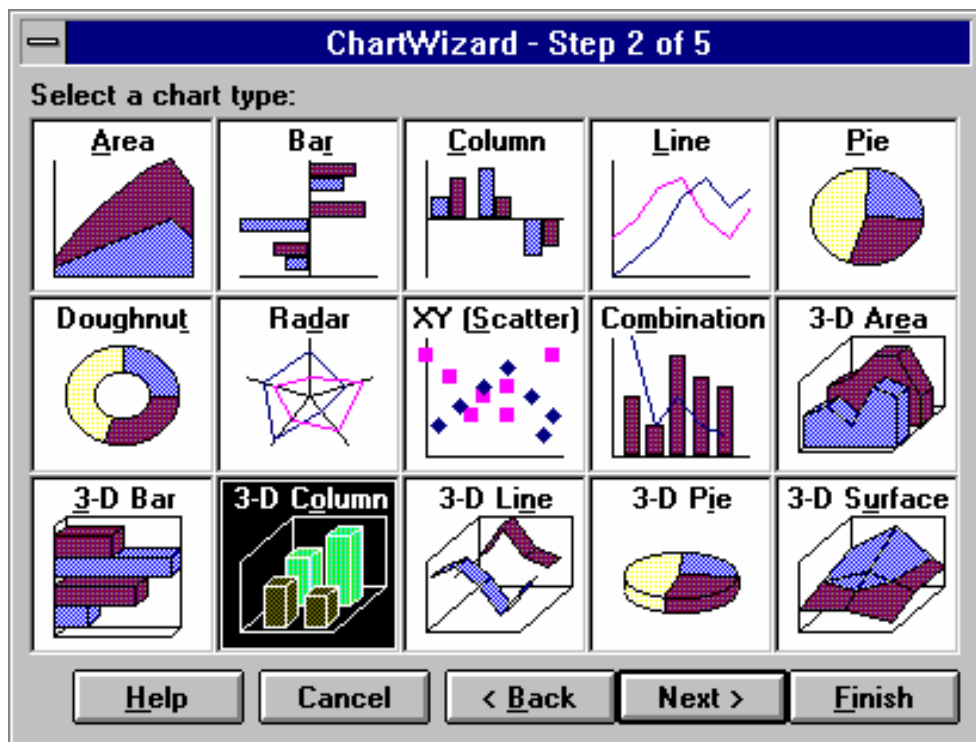 ChartWizard - Step 2 of 5
Select a chart type:
Area Bar Column Line Pie
Doughnut Radar XY (Scatter) Combination 3-D Area
3-D Bar 3-D Column 3-D Line 3-D Pie 3-D Surface
Help Cancel < Back Next > Finish